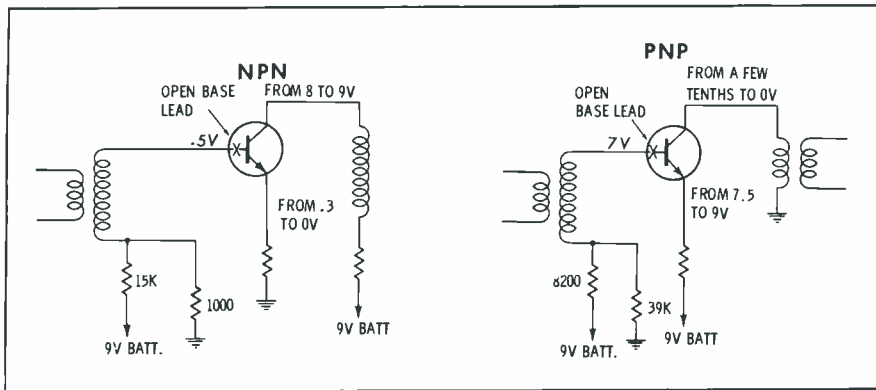 NPN
OPEN BASE
LEAD
FROM 8 TO 9V
.5V
FROM .3
TO 0V
15K
1000
9V BATT.
9V BATT
PNP
OPEN
BASE LEAD
FROM A FEW
TENTHS TO 0V
7V
FROM 7.5
TO 9V
8200
39K
9V BATT.
9V BATT